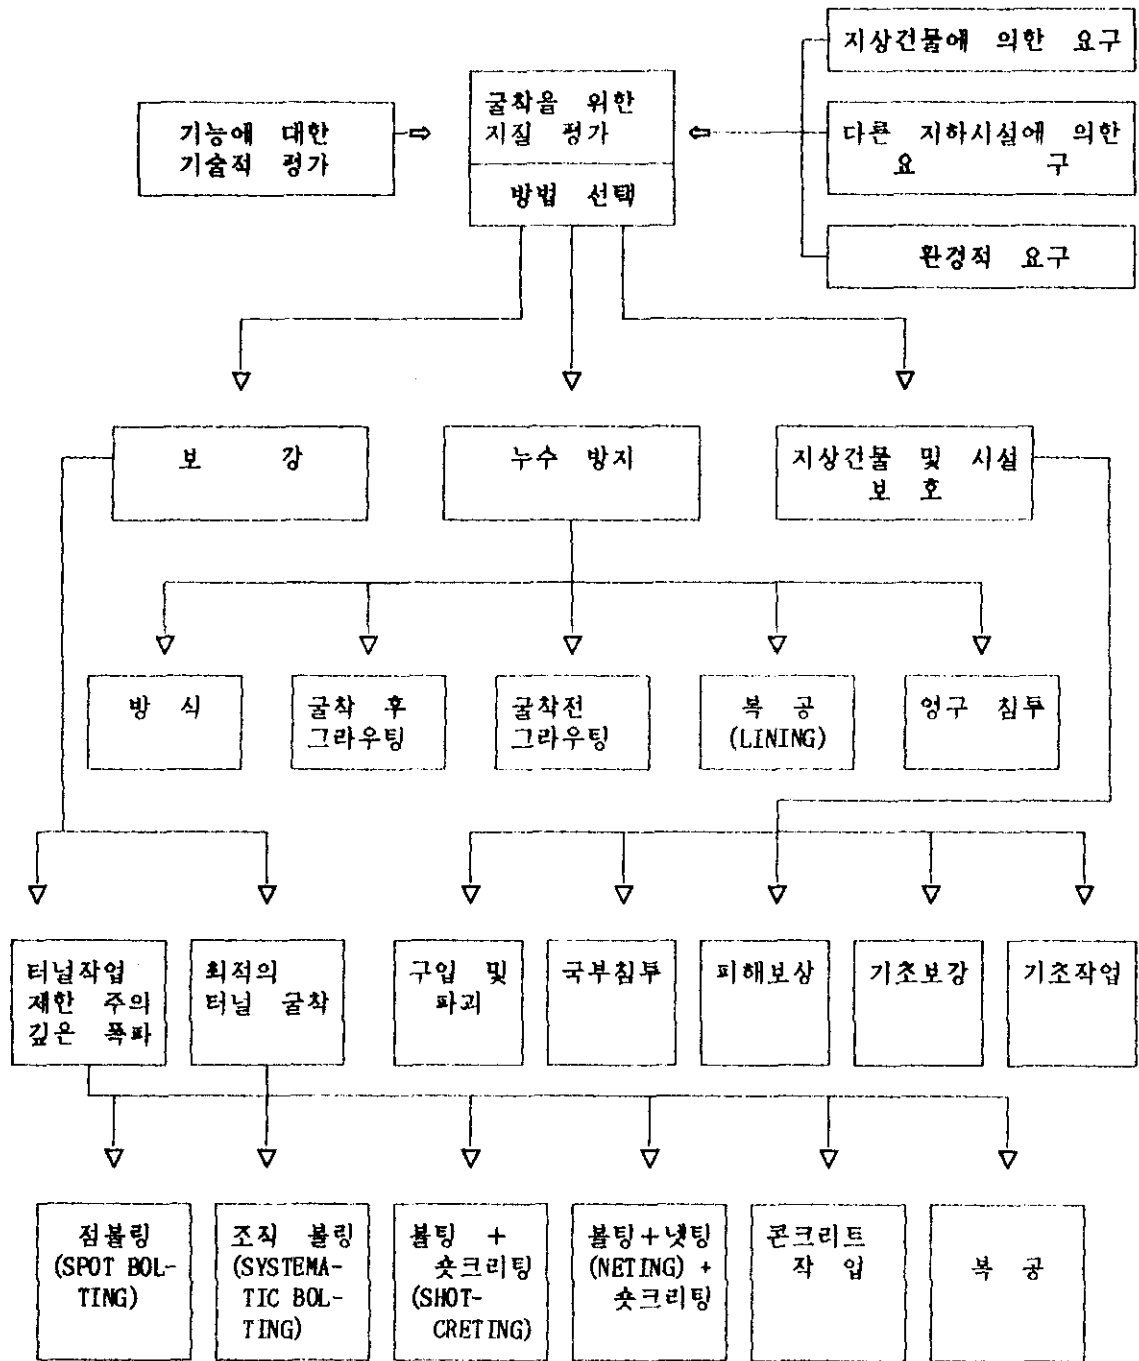 지상건물에 의한 요구
굴착을 위한
지질 평가
방법 선택
기능에 대한
기술적 평가
다른 지하시설에 의한
요 구
환경적 요구
보 강
누수 방지
지상건물 및 시설
보 호
방 식
굴착 후
그라우팅
굴착전
그라우팅
복 공
(LINING)
영구 침투
터널작업
재한 주의
깊은 폭파
최적의
터널 굴착
구입 및
파괴
국부침투
피해보상
기초보강
기초작업
점볼링
(SPOT BOL-
TING)
조직 볼링
(SYSTEMA-
TIC BOL-
TING)
볼팅 +
숏크리팅
(SHOT-
CRETING)
볼팅+넷팅
(NETING) +
숏크리팅
콘크리트
작 업
복 공